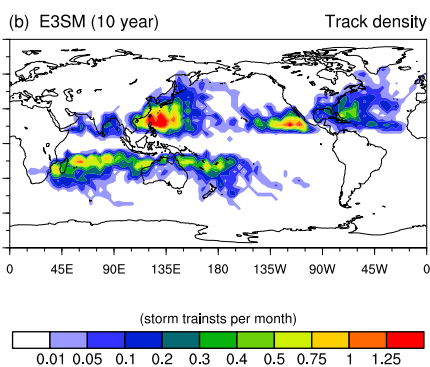 (b) E3SM (10 year) Track density
0 45E 90E 135E 180 135W 90W 45W 0
(storm trainsts per month)
0.01 0.05 0.1 0.2 0.3 0.4 0.5 0.75 1 1.25